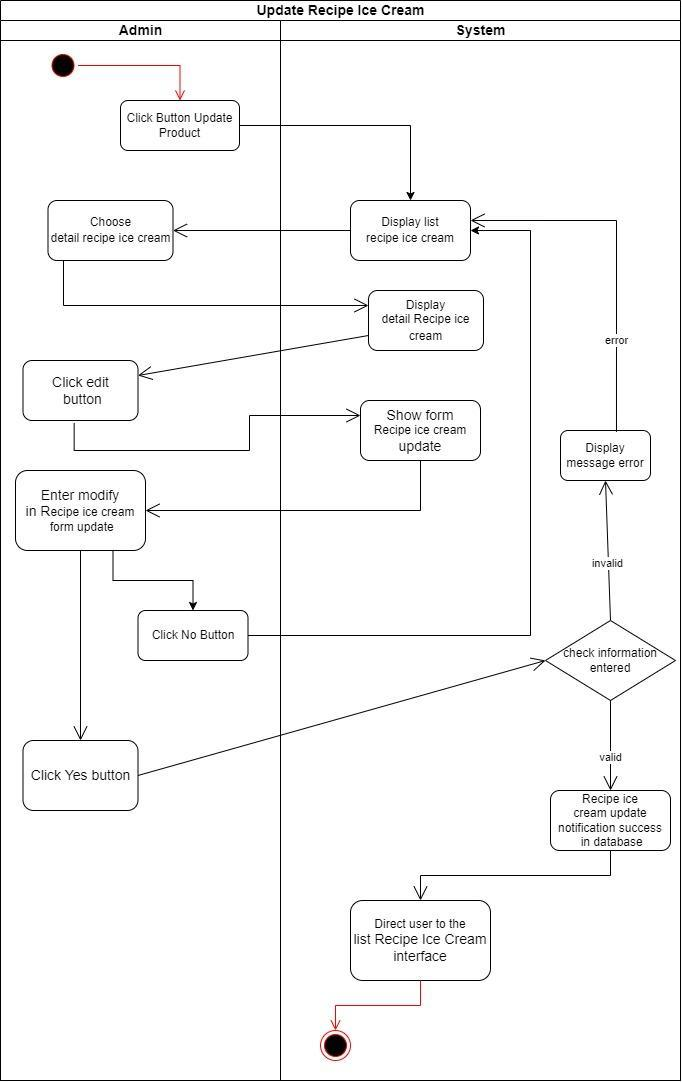 Update Recipe Ice Cream
Admin
System
Click Button Update
Product
Choose
detail recipe ice cream
Display list
recipe ice cream
Display
detail Recipe ice
cream
error
Click edit
button
Show form
Recipe ice cream
update
Display
message error
Enter modify
in Recipe ice cream
form update
invalid
Click No Button
check information
entered
Click Yes button
valid
Recipe ice
cream update
notification success
in database
Direct user to the
list Recipe Ice Cream
interface